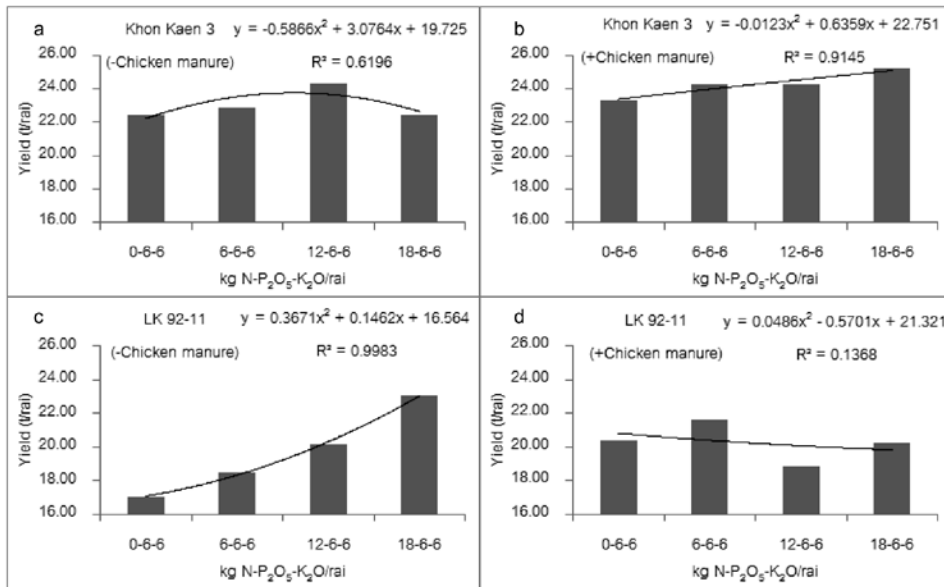 a Khon Kaen 3 y = -0.5866x² + 3.0764x + 19.725
(-Chicken manure) R² = 0.6196
26.00
24.00
22.00
20.00
18.00
16.00
Yield (t/rai)
0-6-6 6-6-6 12-6-6 18-6-6
kg N-P₂O₅-K₂O/rai
b Khon Kaen 3 y = -0.0123x² + 0.6359x + 22.751
(+Chicken manure) R² = 0.9145
26.00
24.00
22.00
20.00
18.00
16.00
Yield (t/rai)
0-6-6 6-6-6 12-6-6 18-6-6
kg N-P₂O₅-K₂O/rai
c LK 92-11 y = 0.3671x² + 0.1462x + 16.564
(-Chicken manure) R² = 0.9983
26.00
24.00
22.00
20.00
18.00
16.00
Yield (t/rai)
0-6-6 6-6-6 12-6-6 18-6-6
kg N-P₂O₅-K₂O/rai
d LK 92-11 y = 0.0486x² - 0.5701x + 21.321
(+Chicken manure) R² = 0.1368
26.00
24.00
22.00
20.00
18.00
16.00
Yield (t/rai)
0-6-6 6-6-6 12-6-6 18-6-6
kg N-P₂O₅-K₂O/rai